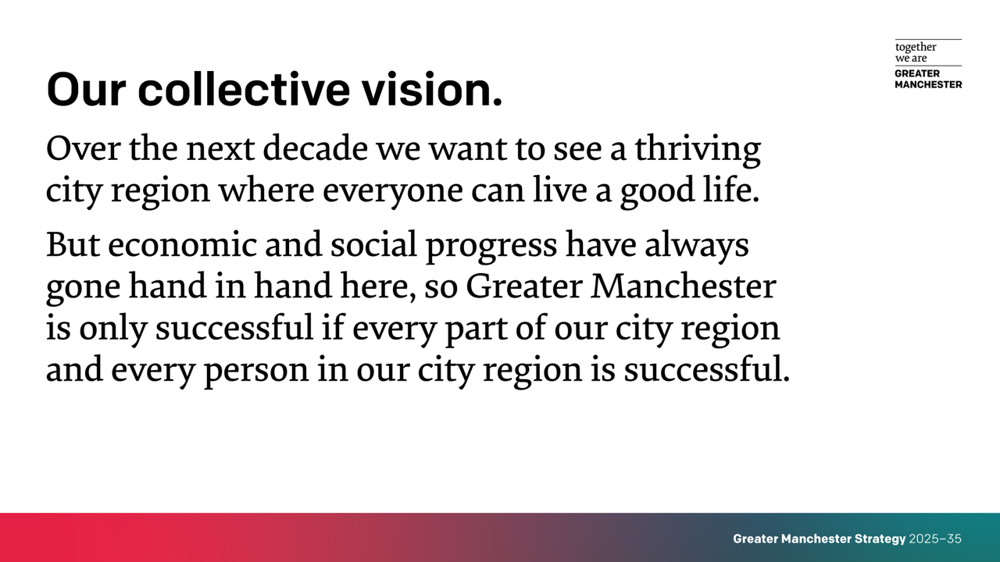 together
we are
GREATER
MANCHESTER
Our collective vision.
Over the next decade we want to see a thriving
city region where everyone can live a good life.
But economic and social progress have always
gone hand in hand here, so Greater Manchester
is only successful if every part of our city region
and every person in our city region is successful.
Greater Manchester Strategy 2025–35